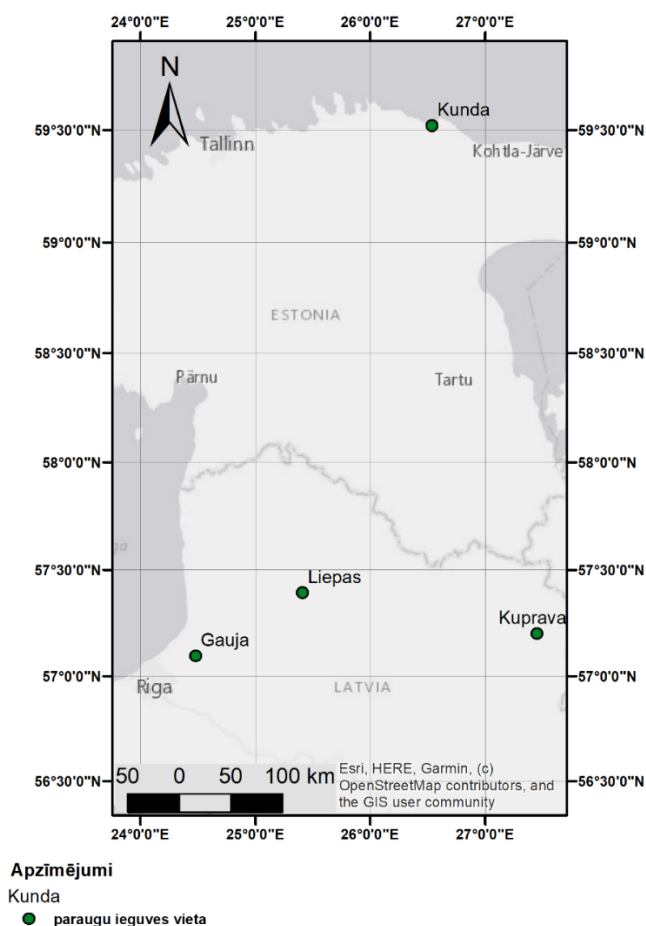 24°0'0"E 25°0'0"E 26°0'0"E 27°0'0"E
N
Kunda
59°30'0"N 59°30'0"N
Tallinn
Kohtla-Järve
59°0'0"N 59°0'0"N
ESTONIA
58°30'0"N 58°30'0"N
Pärnu
Tartu
58°0'0"N 58°0'0"N
ga
57°30'0"N 57°30'0"N
Liepas
Kuprava
Gauja
57°0'0"N 57°0'0"N
Riga
LATVIA
50 0 50 100 km
Esri, HERE, Garmin, (c)
OpenStreetMap contributors, and
the GIS user community
56°30'0"N 56°30'0"N
24°0'0"E 25°0'0"E 26°0'0"E 27°0'0"E
Apzīmējumi
Kunda
paraugu ieguves vieta